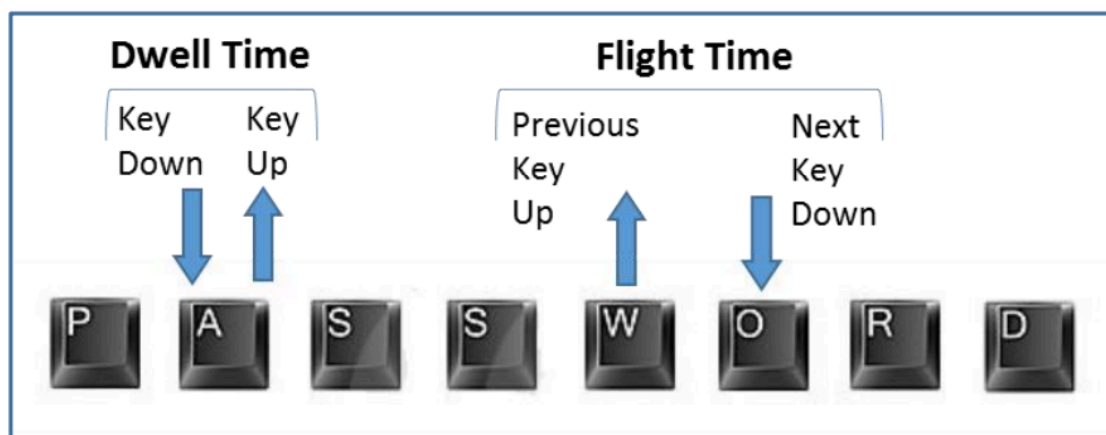 Dwell Time
Key Key
Down Up
Flight Time
Previous Next
Key Key
Up Down
P A S S W O R D